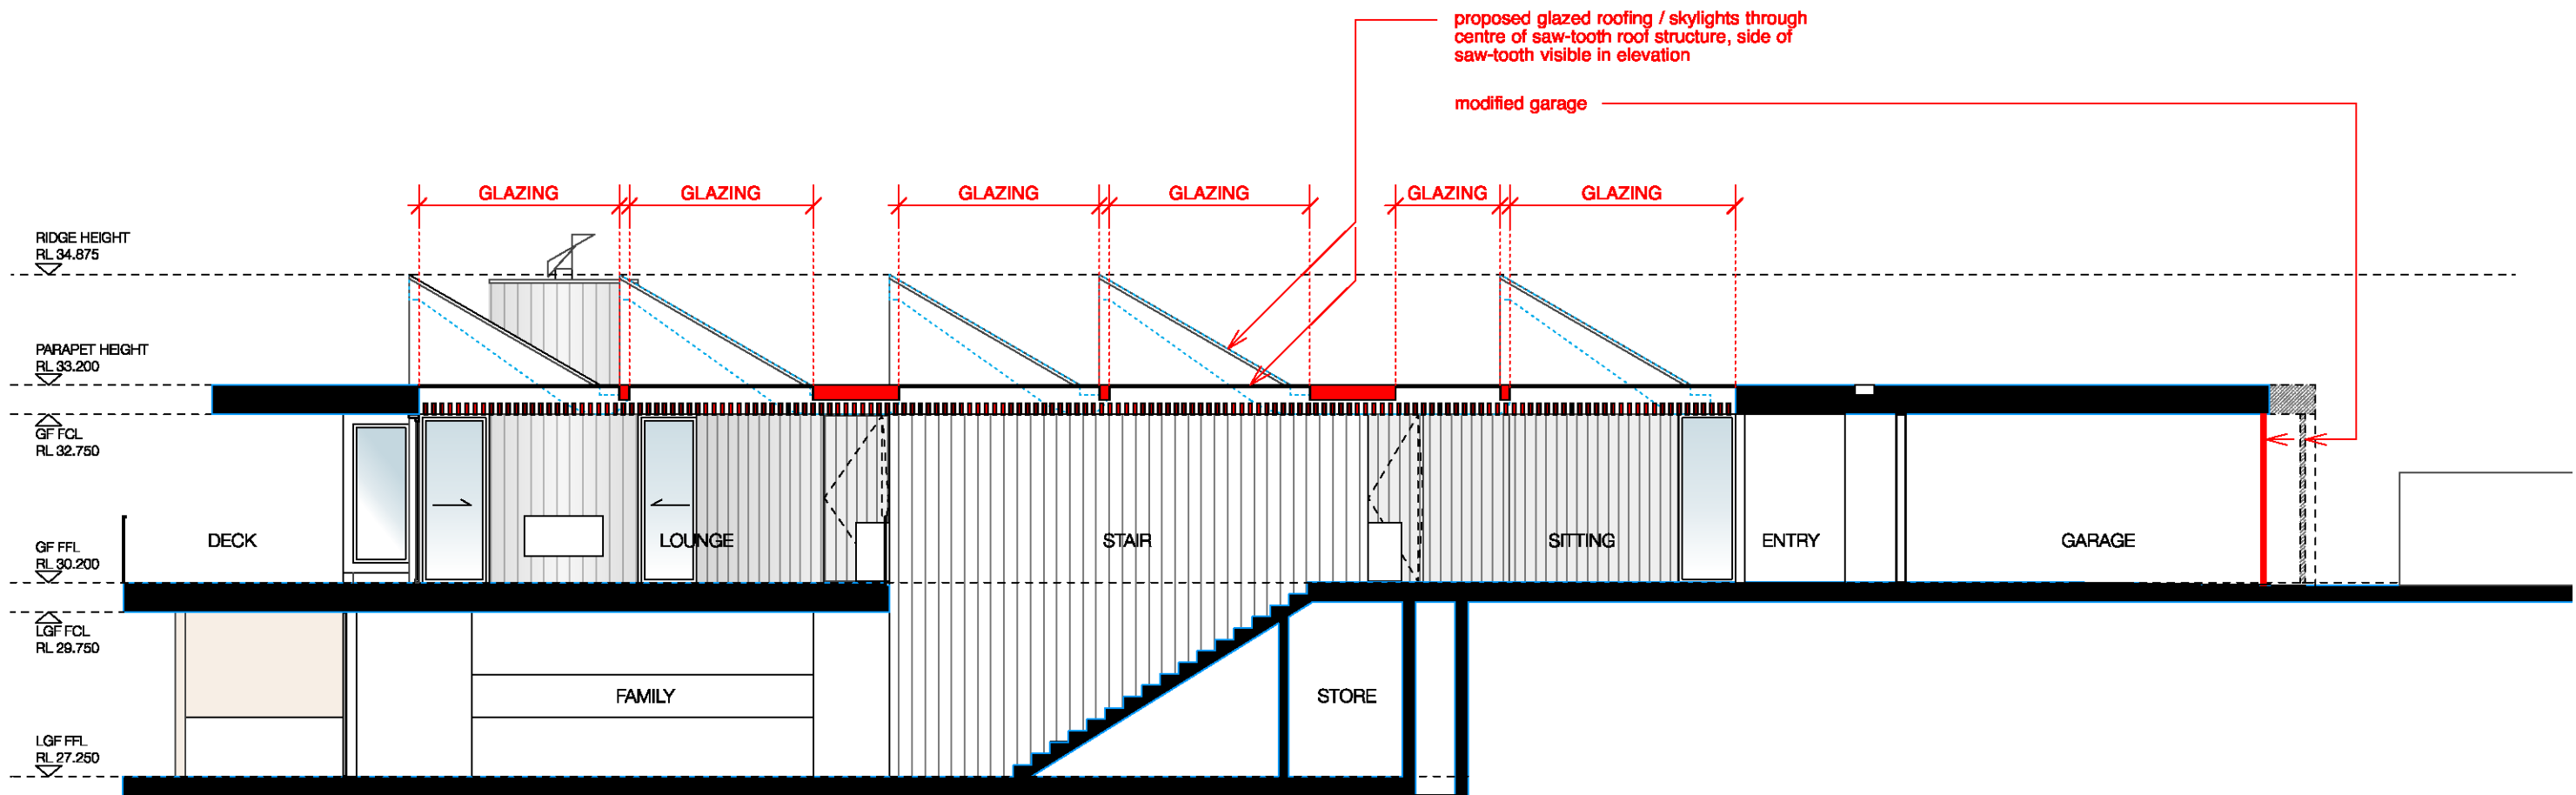 proposed glazed roofing / skylights through
centre of saw-tooth roof structure, side of
saw-tooth visible in elevation
modified garage
GLAZING GLAZING GLAZING GLAZING GLAZING GLAZING
RIDGE HEIGHT
RL 34.875
PARAPET HEIGHT
RL 33.200
GF FCL
RL 32.750
DECK LOUNGE STAIR SITTING ENTRY GARAGE
GF FFL
RL 30.200
LGF FCL
RL 29.750
FAMILY STORE
LGF FFL
RL 27.250